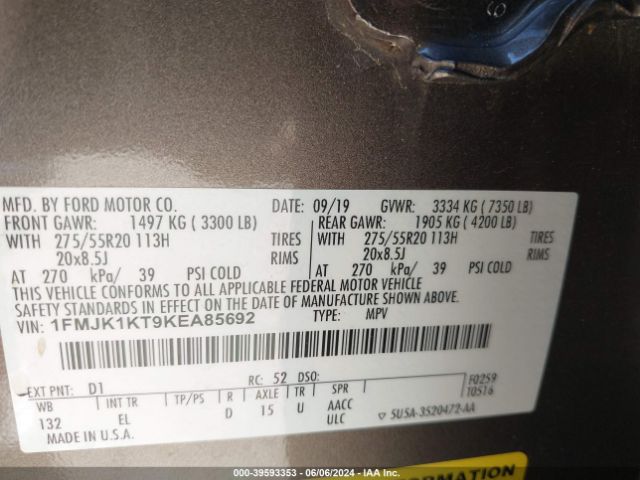 MFD. BY FORD MOTOR CO. DATE: 09/19 GVWR: 3334 KG ( 7350 LB)
FRONT GAWR: 1497 KG ( 3300 LB) REAR GAWR: 1905 KG ( 4200 LB)
WITH 275/55R20 113H TIRES WITH 275/55R20 113H TIRES
20x8.5J RIMS 20x8.5J RIMS
AT 270 kPa/ 39 PSI COLD AT 270 kPa/ 39 PSI COLD
THIS VEHICLE CONFORMS TO ALL APPLICABLE FEDERAL MOTOR VEHICLE
SAFETY STANDARDS IN EFFECT ON THE DATE OF MANUFACTURE SHOWN ABOVE.
VIN: 1FMJK1KT9KEA85692 TYPE: MPV
EXT PNT: D1 RC: 52 DSO: F0259
WB INT TR TP/PS R AXLE TR SPR 10516
132 EL D 15 U AACC
ULC 5U5A-3520472-AA
MADE IN U.S.A.
FORMATION
000-39593353 / 06/06/2024 / IAA Inc.